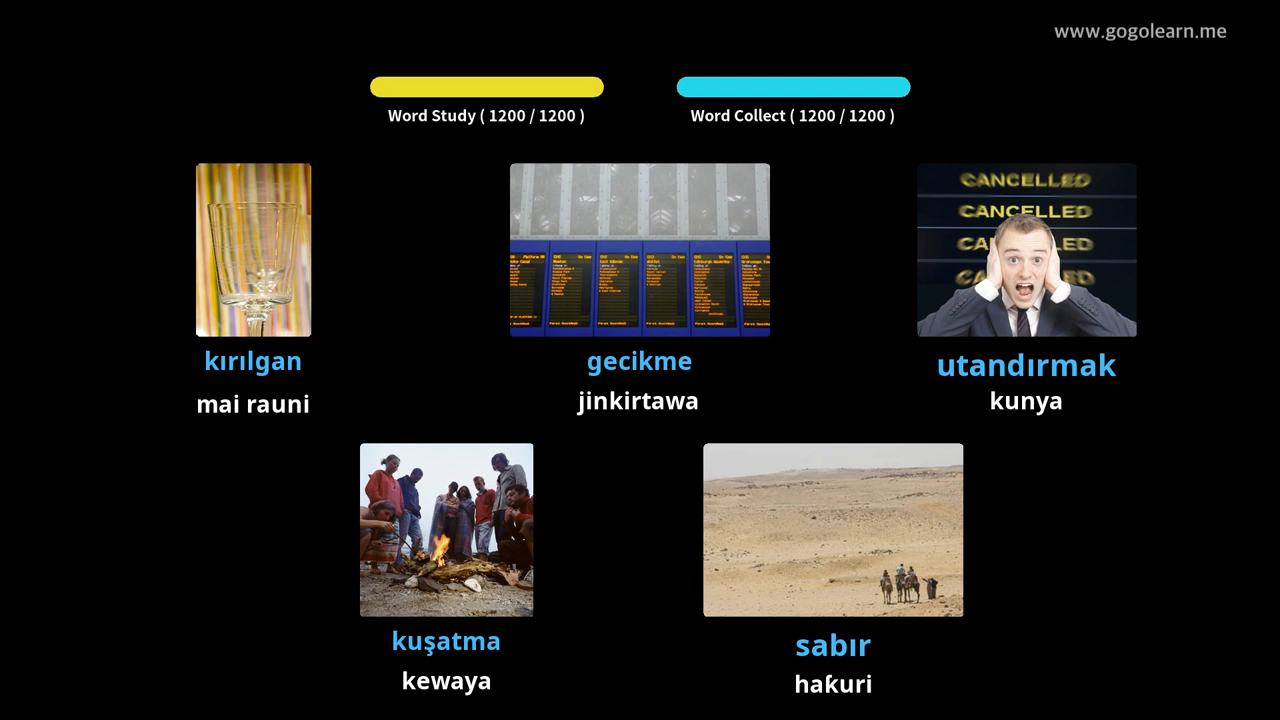 www.gogolearn.me
Word Study ( 1200 / 1200 )
Word Collect ( 1200 / 1200 )
CANCELLED
CANCELLED
kırılgan
mai rauni
gecikme
jinkirtawa
utandırmak
kunya
kuşatma
kewaya
sabır
haƙuri